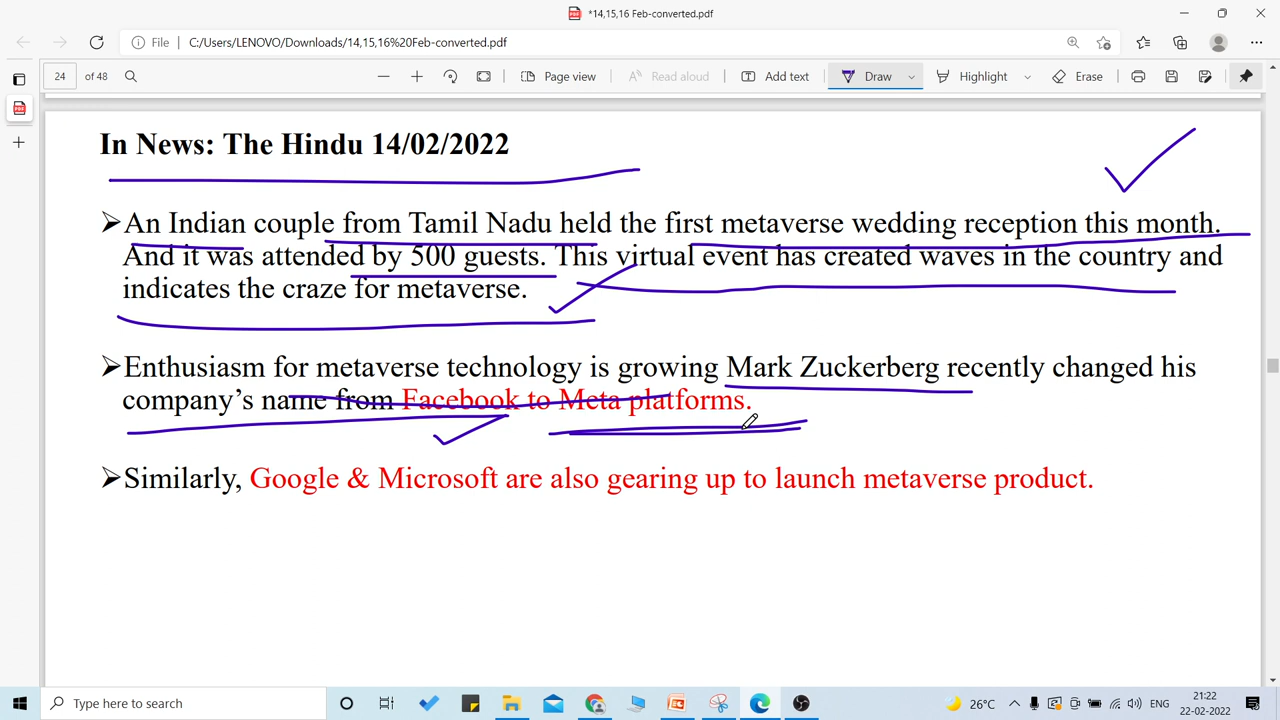 *14,15,16 Feb-converted.pdf
File C:/Users/LENOVO/Downloads/14,15,16%20Feb-converted.pdf
24 of 48 Page view Read aloud Add text Draw Highlight Erase
In News: The Hindu 14/02/2022
An Indian couple from Tamil Nadu held the first metaverse wedding reception this month.
And it was attended by 500 guests. This virtual event has created waves in the country and
indicates the craze for metaverse.
Enthusiasm for metaverse technology is growing Mark Zuckerberg recently changed his
company’s name from Facebook to Meta platforms.
Similarly, Google & Microsoft are also gearing up to launch metaverse product.
Type here to search
26°C ENG 21:22
22-02-2022